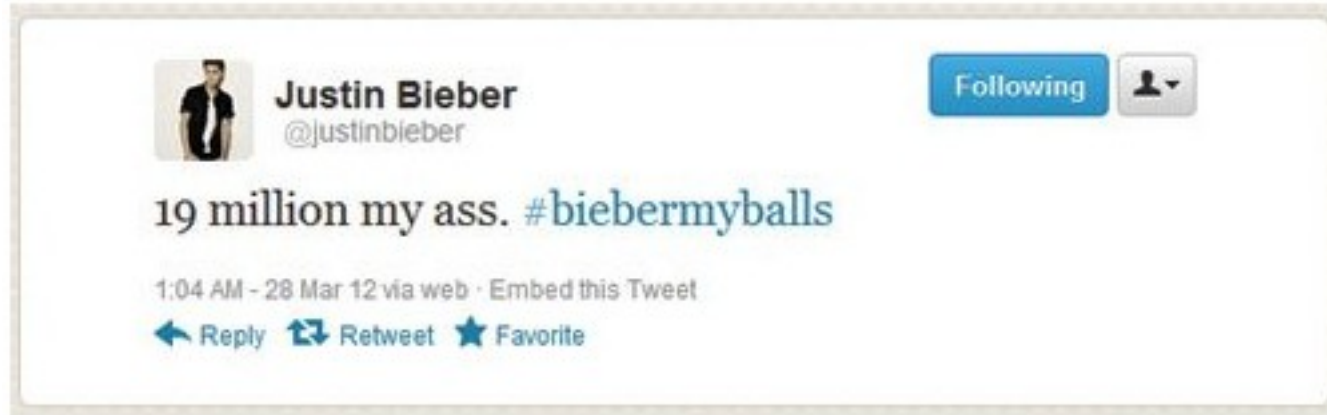 Justin Bieber
Following
@justinbieber
19 million my ass. #biebermyballs
1:04 AM - 28 Mar 12 via web · Embed this Tweet
Reply Retweet Favorite